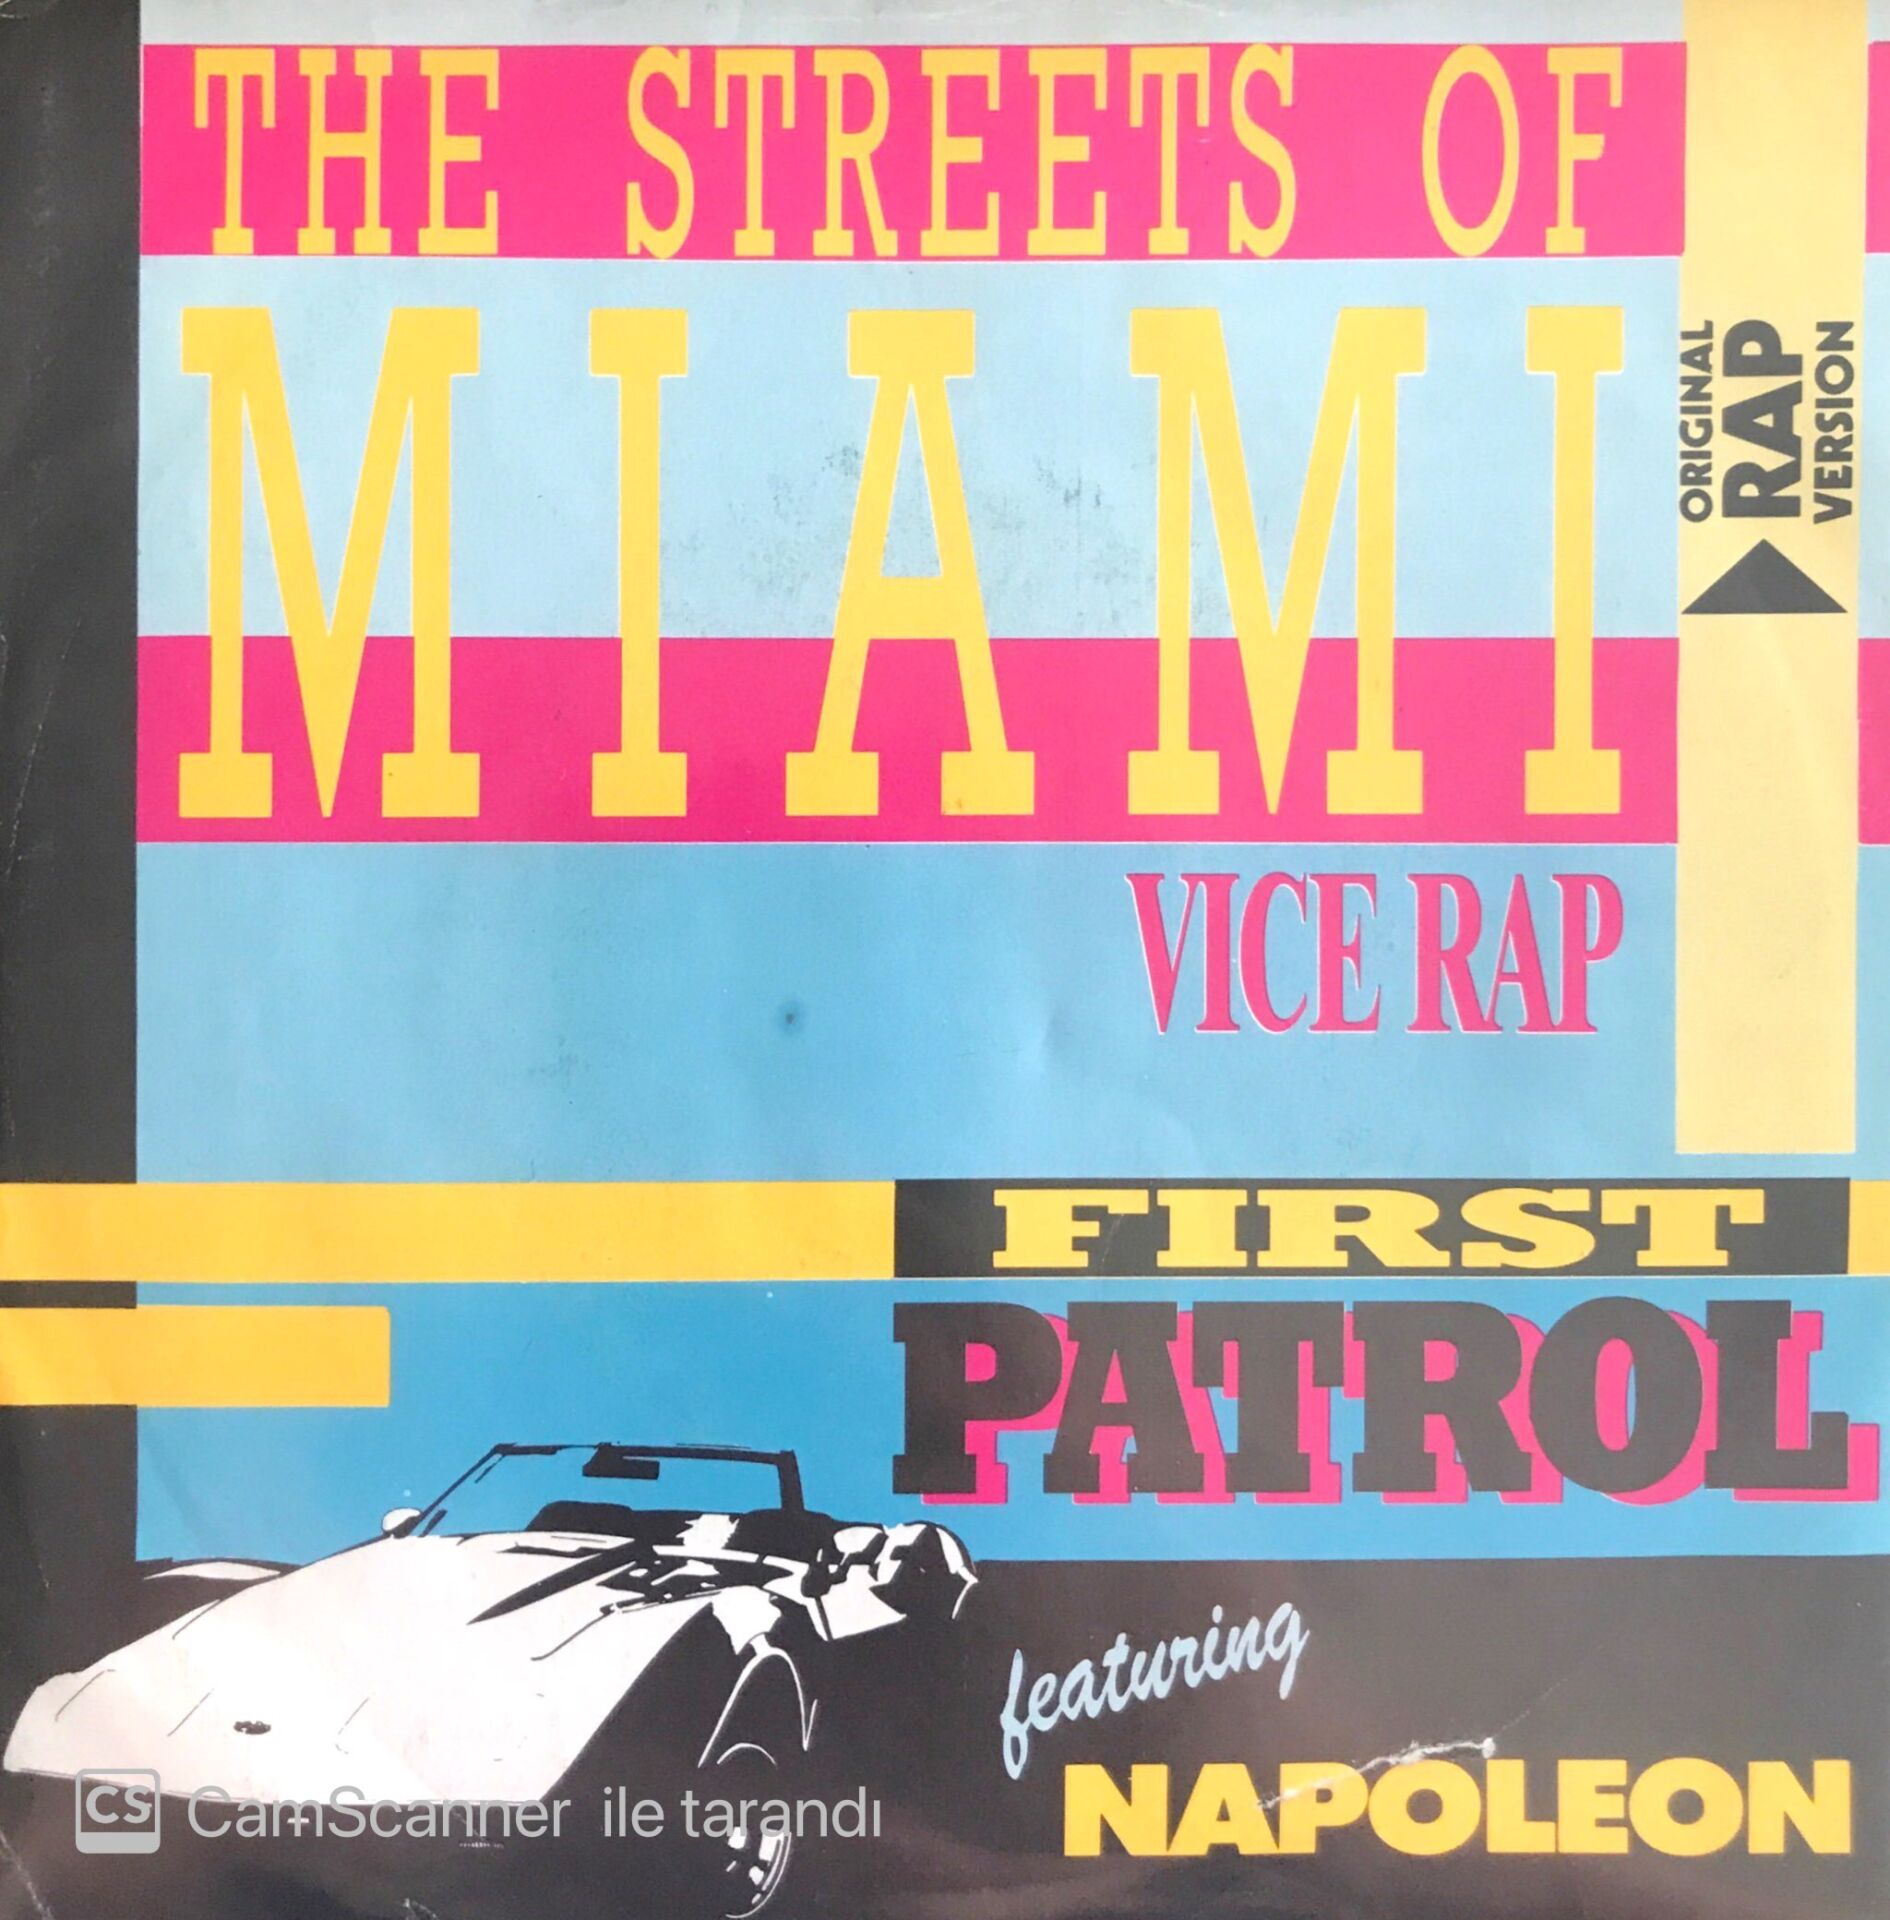 THE STREETS OF
MIAMI
VICE RAP
ORIGINAL
RAP
VERSION
FIRST
PATROL
featuring
NAPOLEON
CS CamScanner ile tarandı